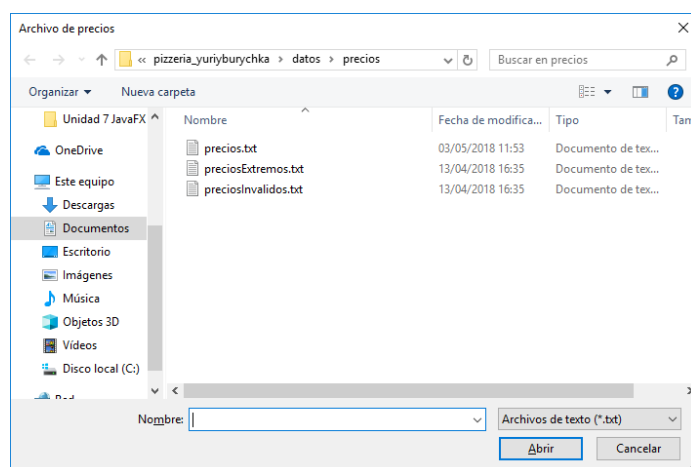 Archivo de precios
« pizzeria_yuriyburychka > datos > precios
Buscar en precios
Organizar
Nueva carpeta
Unidad 7 JavaFX
OneDrive
Este equipo
Descargas
Documentos
Escritorio
Imágenes
Música
Objetos 3D
Vídeos
Disco local (C:)
Nombre Fecha de modifica... Tipo Tam
precios.txt 03/05/2018 11:53 Documento de tex...
preciosExtremos.txt 13/04/2018 16:35 Documento de tex...
preciosInvalidos.txt 13/04/2018 16:35 Documento de tex...
Nombre:
Archivos de texto (*.txt)
Abrir
Cancelar